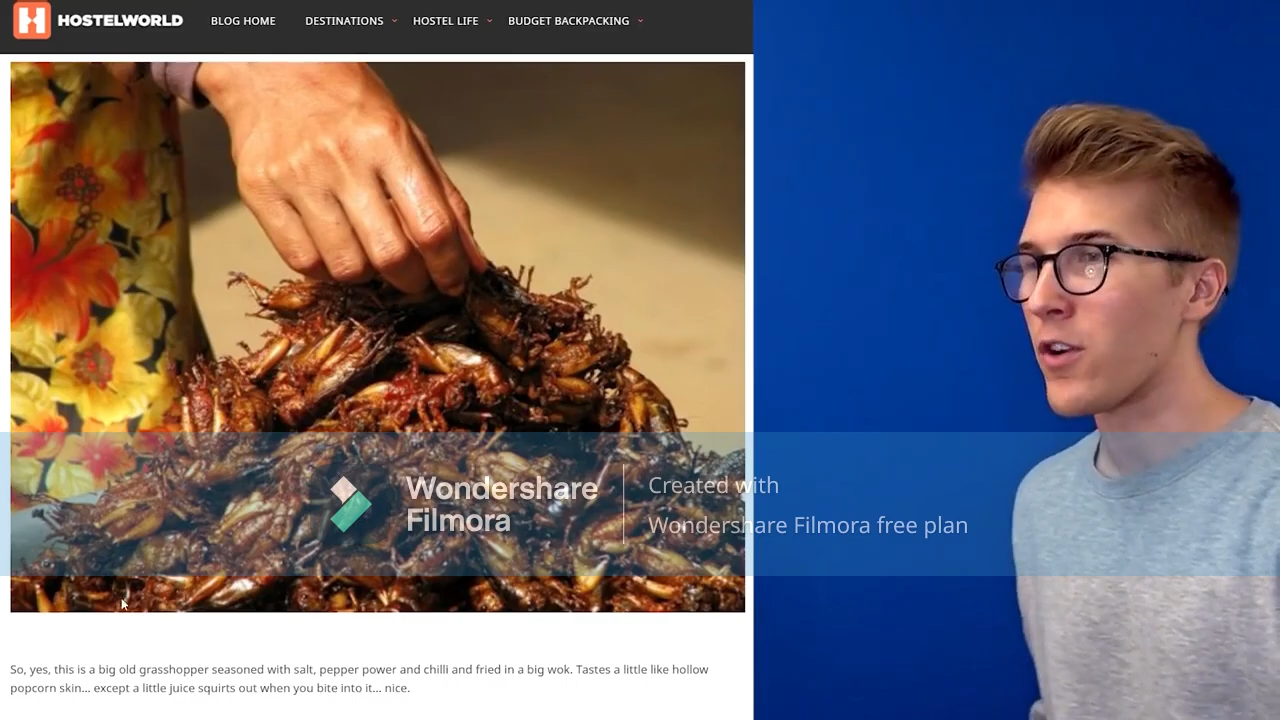 HOSTELWORLD
BLOG HOME DESTINATIONS HOSTEL LIFE BUDGET BACKPACKING
Wondershare
Filmora
Created with
Wondershare Filmora free plan
So, yes, this is a big old grasshopper seasoned with salt, pepper power and chilli and fried in a big wok. Tastes a little like hollow
popcorn skin... except a little juice squirts out when you bite into it... nice.